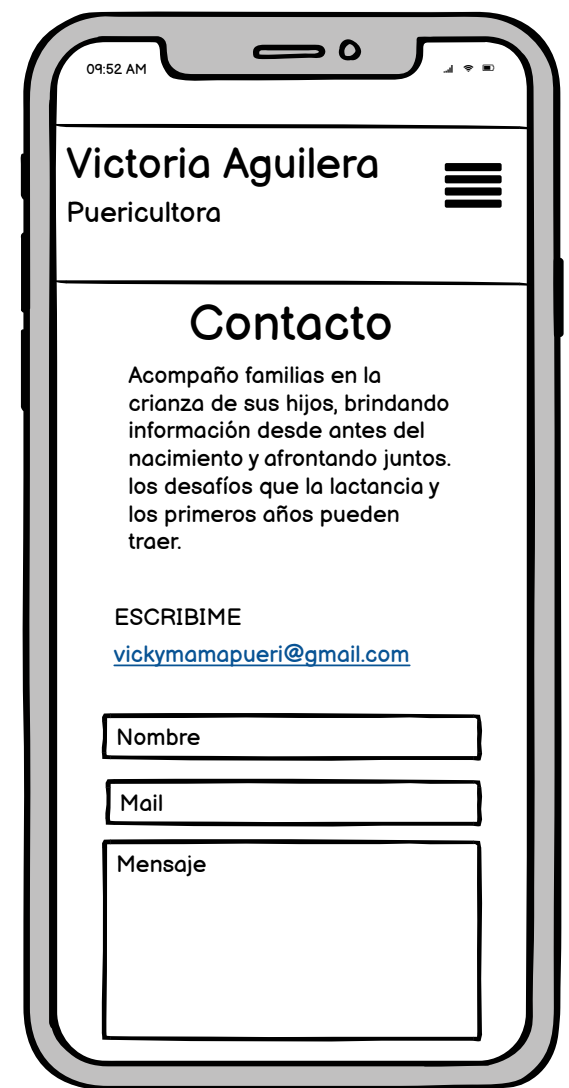 09:52 AM
Victoria Aguilera
Puericultora
Contacto
Acompaño familias en la
crianza de sus hijos, brindando
información desde antes del
nacimiento y afrontando juntos.
los desafíos que la lactancia y
los primeros años pueden
traer.
ESCRIBIME
vickymamapueri@gmail.com
Nombre
Mail
Mensaje